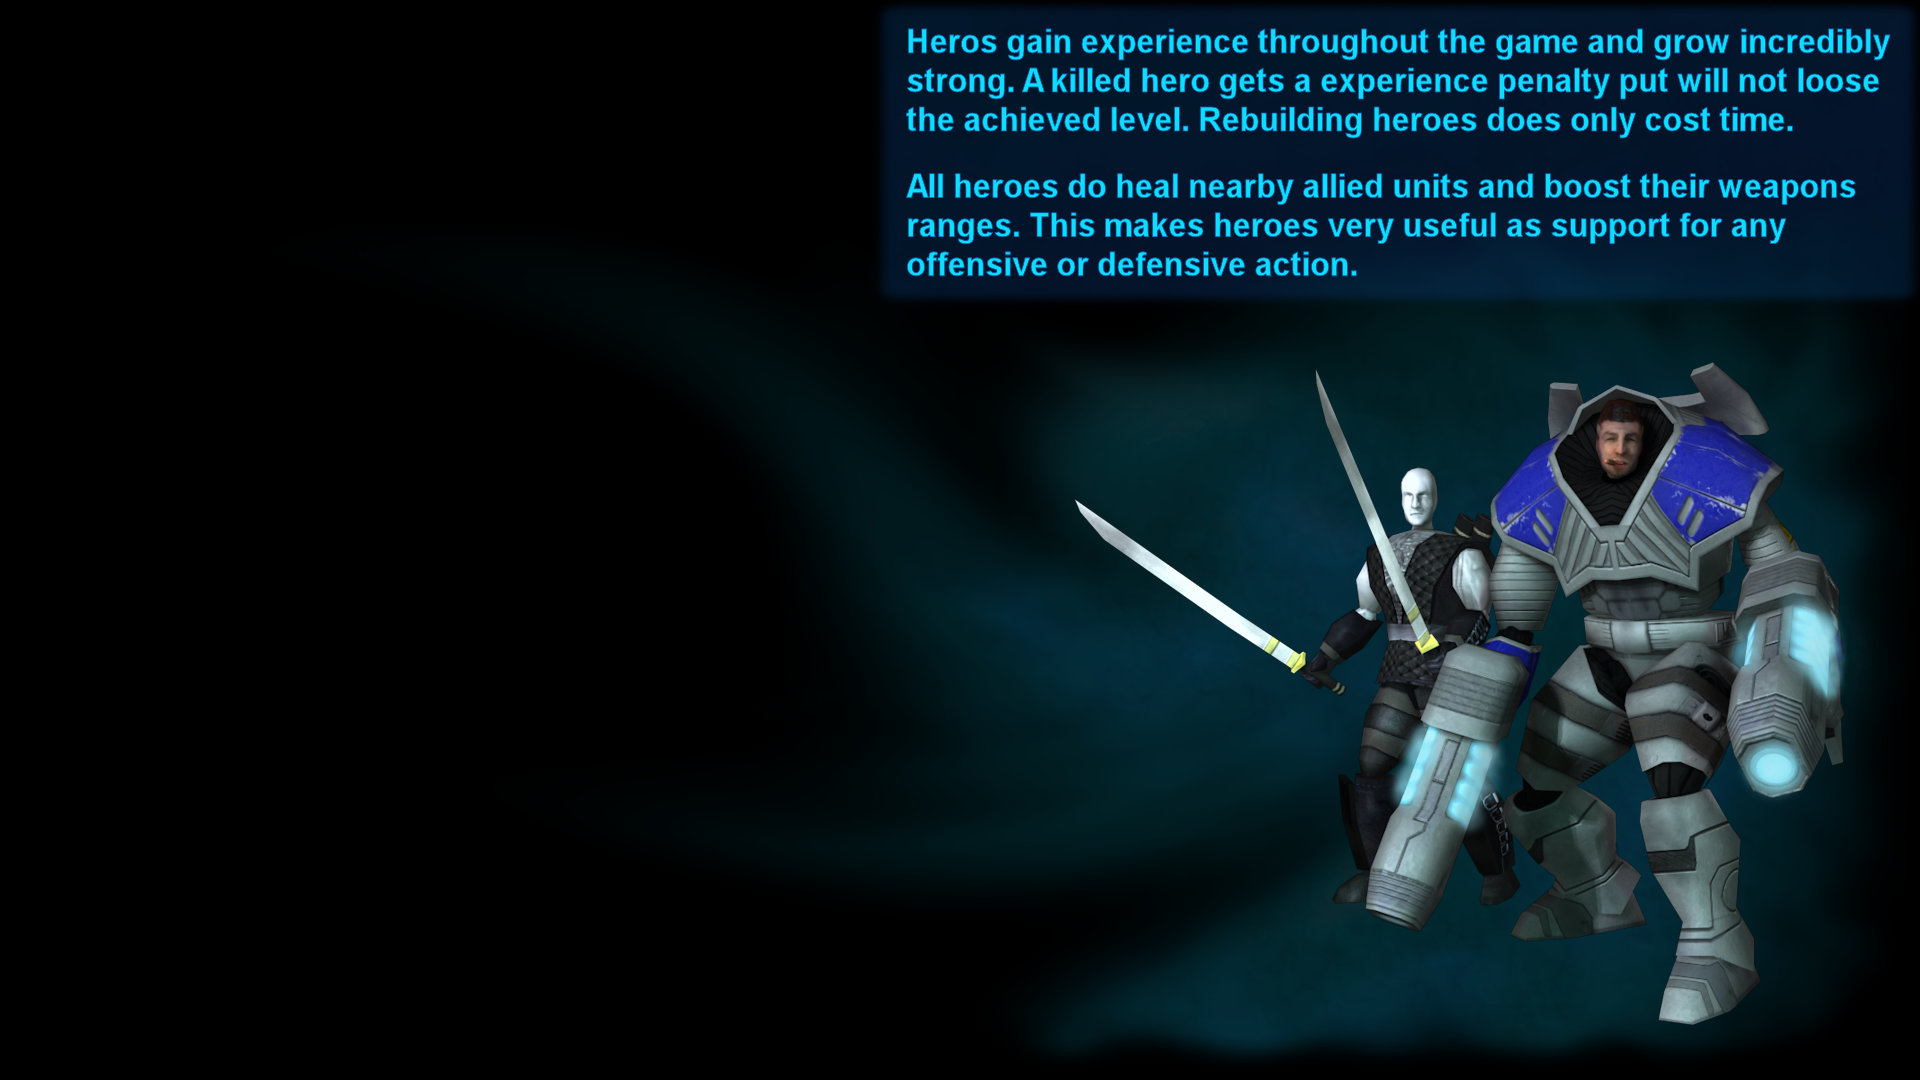 Heros gain experience throughout the game and grow incredibly
strong. A killed hero gets a experience penalty put will not loose
the achieved level. Rebuilding heroes does only cost time.
All heroes do heal nearby allied units and boost their weapons
ranges. This makes heroes very useful as support for any
offensive or defensive action.